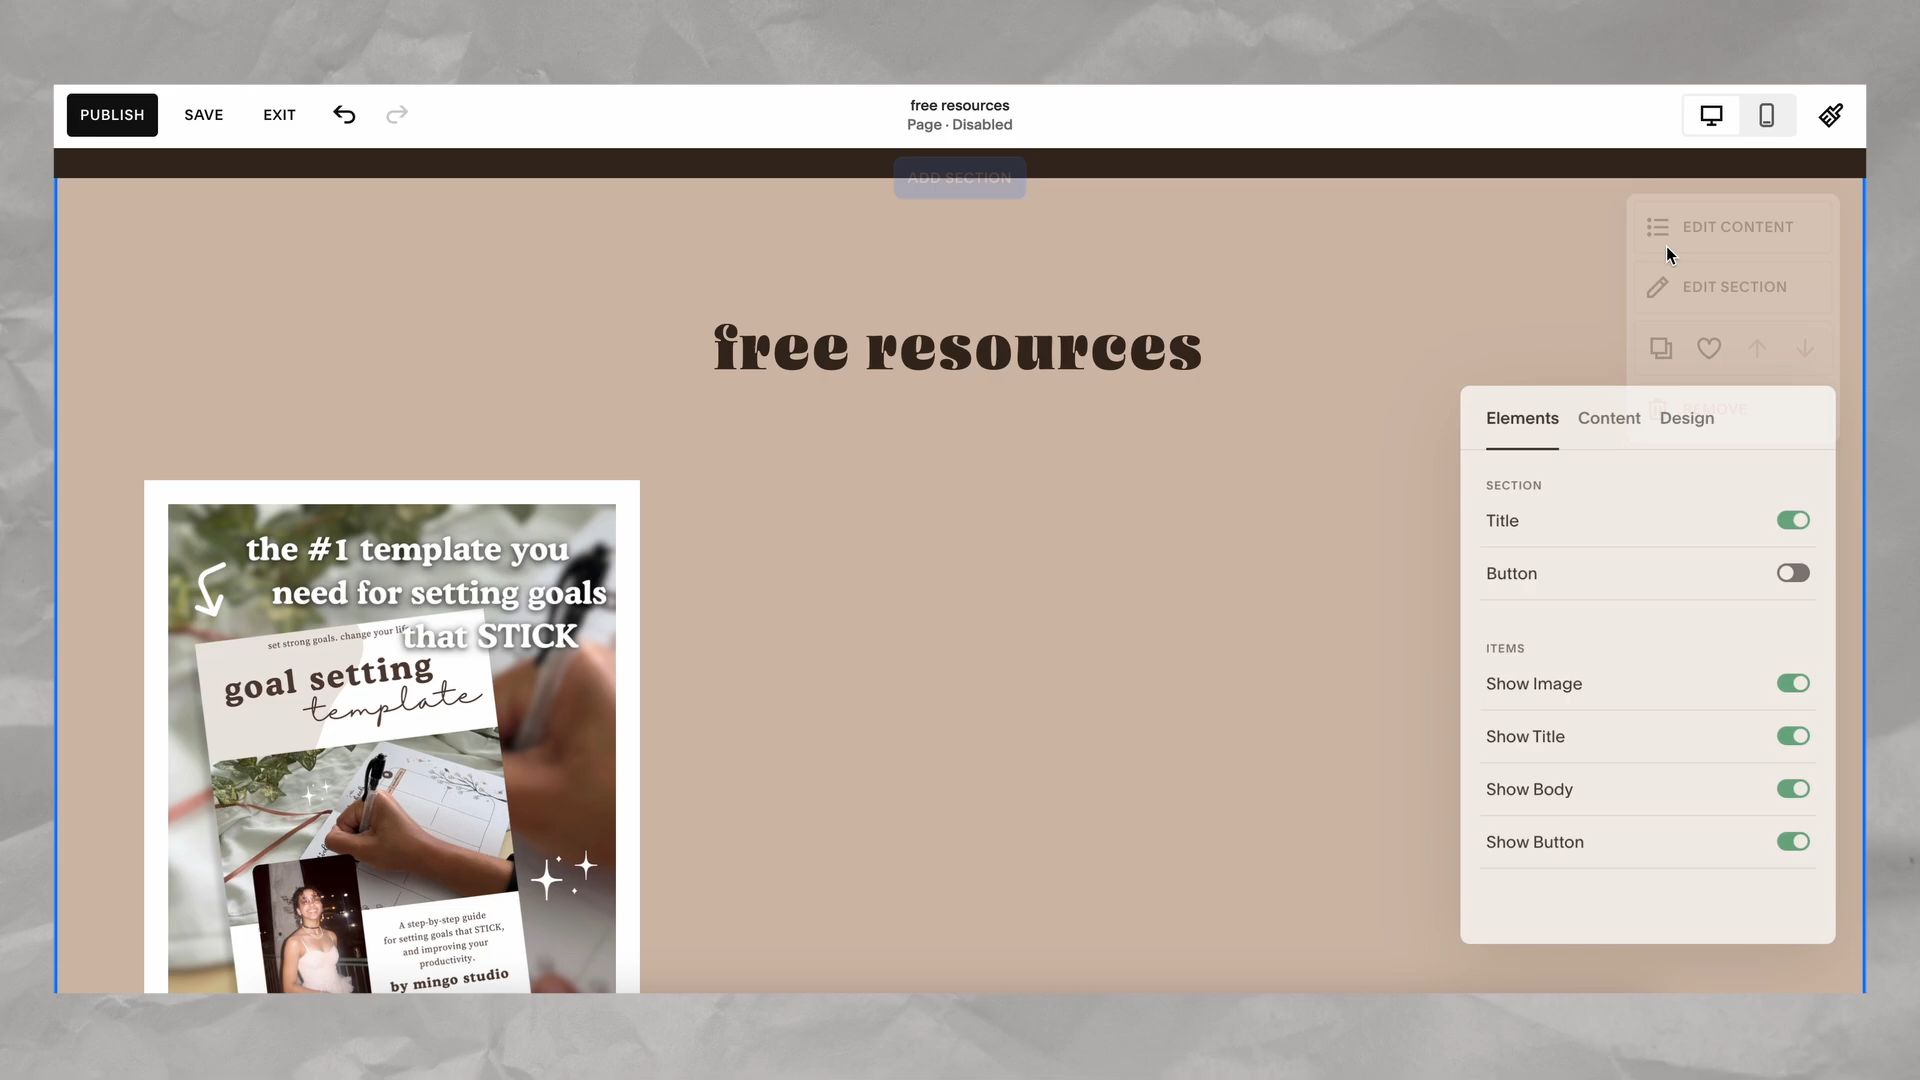 PUBLISH SAVE EXIT
free resources
Page · Disabled
ADD SECTION
EDIT CONTENT
EDIT SECTION
REMOVE
free resources
Elements Content Design
SECTION
Title
Button
ITEMS
Show Image
Show Title
Show Body
Show Button
the #1 template you
need for setting goals
that STICK
set strong goals, change your
goal setting
template
A step-by-step guide
for setting goals that STICK,
and improving your
productivity.
by mingo studio